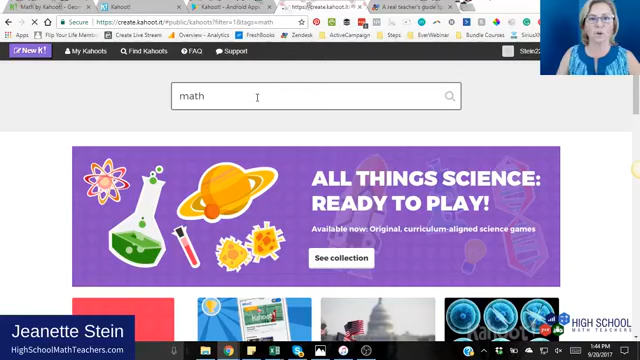 Math by Kahoot! - Geo
Kahoot!
Kahoot! - Android Apps
https://create.kahoot.it
A real teacher's guide
Secure https://create.kahoot.it/#public/kahoots?filter=1&tags=math
Apps
Flip Your Life Memb
Create Live Stream
Quotable
FreshBooks
Zendesk
ActiveCampaign
EverWebinar
Bundle Courses
SiriusX
New K!
My Kahoots
Find Kahoots
FAQ
Support
Stein22
math
ALL THINGS SCIENCE:
READY TO PLAY!
Available now: Original, curriculum-aligned science games
See collection
Jeanette Stein
HighSchoolMathTeachers.com
HIGH SCHOOL
MATH TEACHERS
1:44 PM
9/20/2017